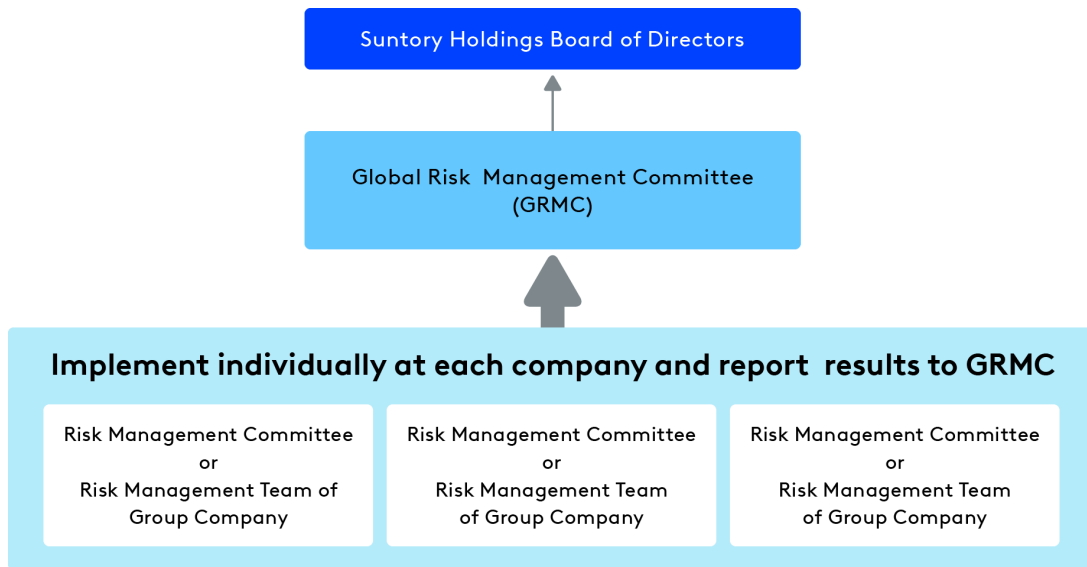 Suntory Holdings Board of Directors
Global Risk Management Committee
(GRMC)
Implement individually at each company and report results to GRMC
Risk Management Committee
or
Risk Management Team of
Group Company
Risk Management Committee
or
Risk Management Team
of Group Company
Risk Management Committee
or
Risk Management Team
of Group Company